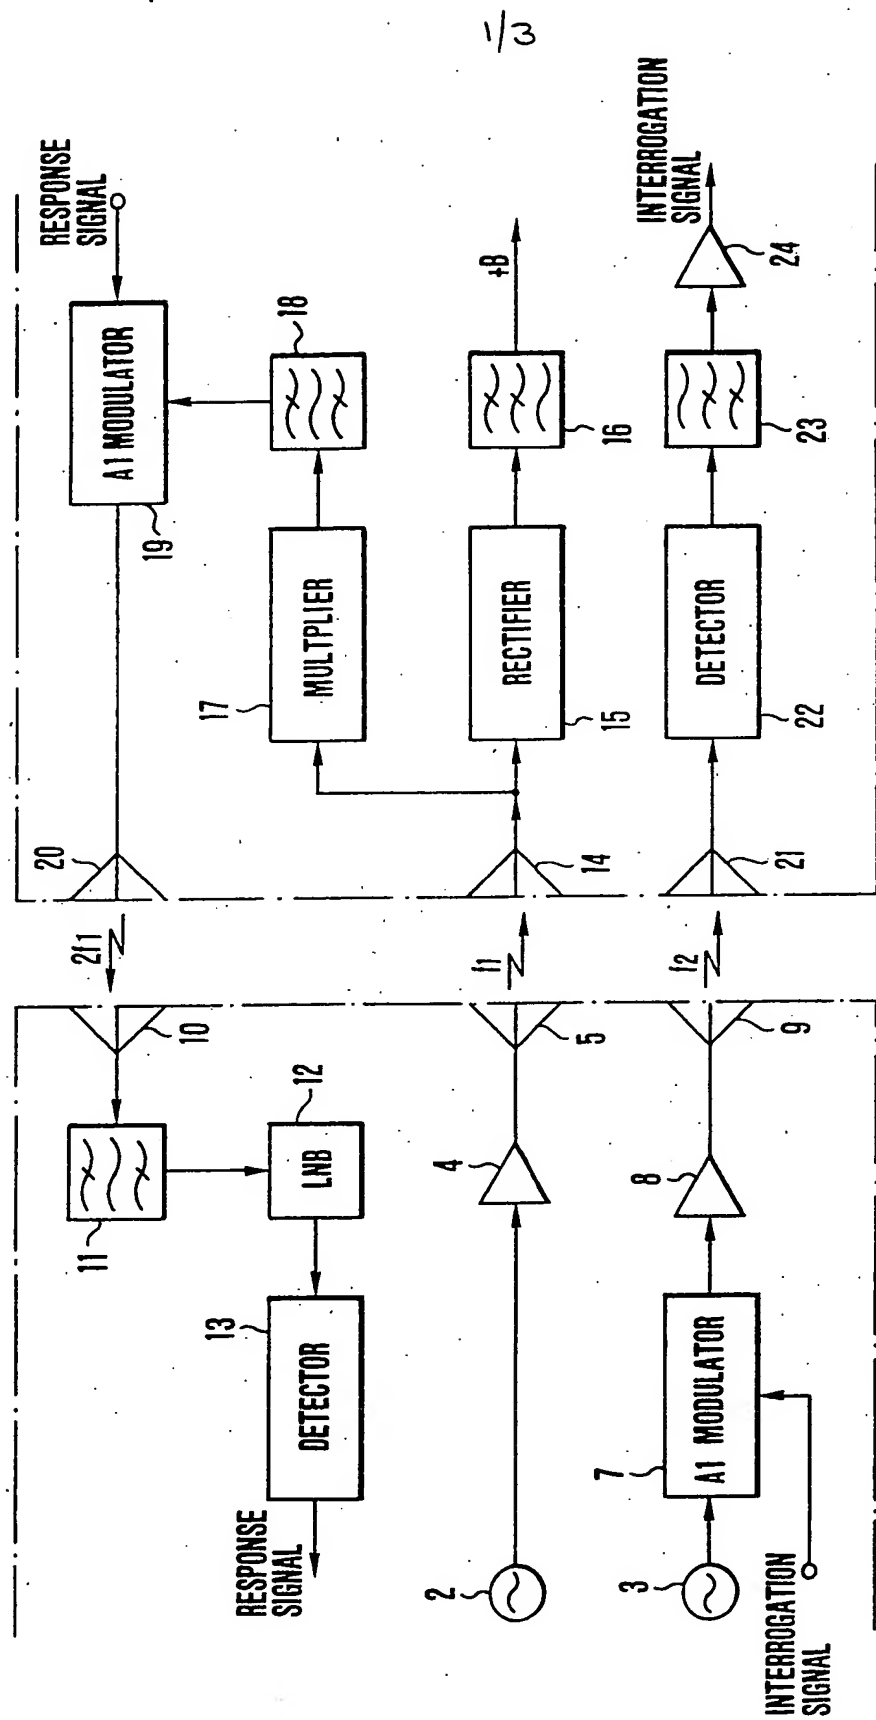 1/3
RESPONSE
SIGNAL
A1 MODULATOR
19
18
MULTPLIER
17
20
2f1
10
11
12
LNB
13
DETECTOR
RESPONSE
SIGNAL
+B
16
RECTIFIER
15
14
f1
5
4
2
INTERROGATION
SIGNAL
24
23
DETECTOR
22
21
f2
9
8
7
A1 MODULATOR
3
INTERROGATION
SIGNAL